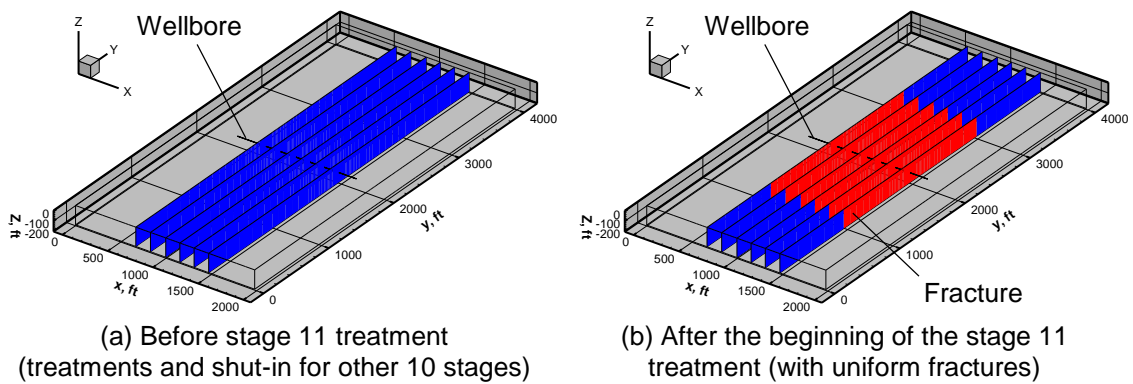 Z
Y
X
Wellbore
4000
3000
2000
1000
0
y, ft
0
-100
-200
Z, ft
0
500
1000
1500
2000
x, ft
(a) Before stage 11 treatment
(treatments and shut-in for other 10 stages)
Z
Y
X
Wellbore
4000
3000
2000
1000
0
y, ft
0
-100
-200
Z, ft
0
500
1000
1500
2000
x, ft
Fracture
(b) After the beginning of the stage 11
treatment (with uniform fractures)